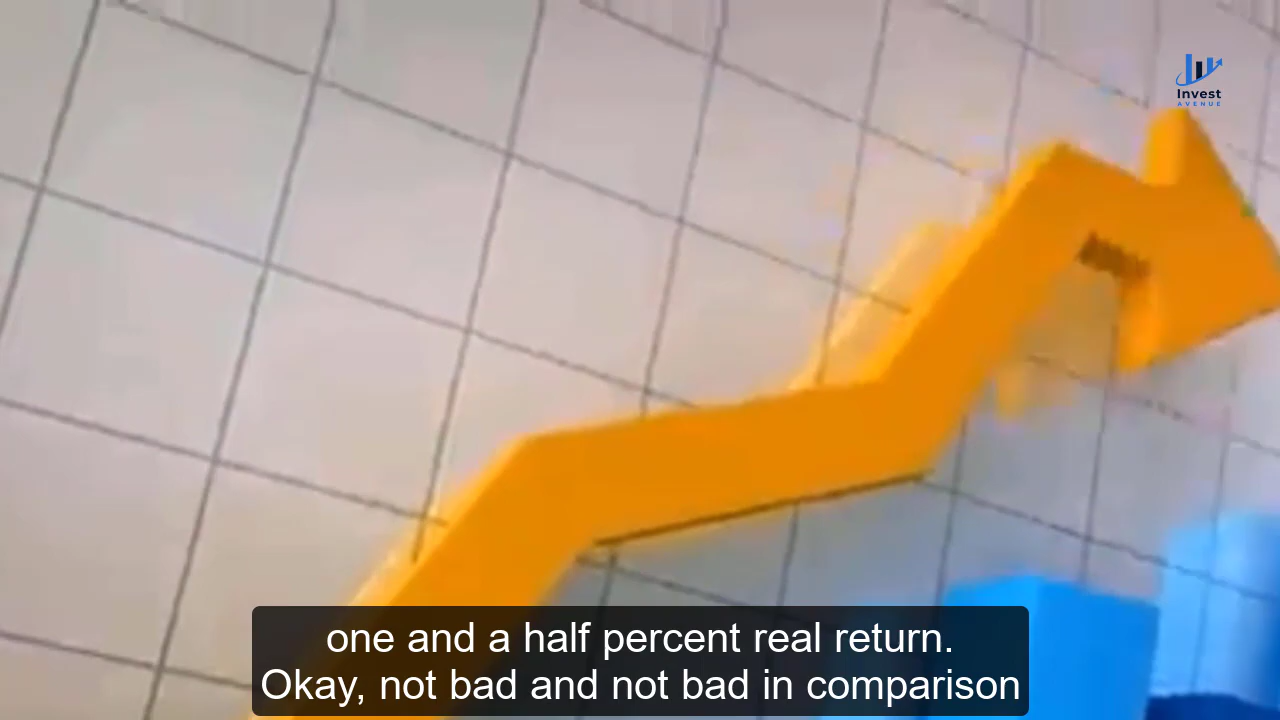 Invest
AVENUE
one and a half percent real return.
Okay, not bad and not bad in comparison